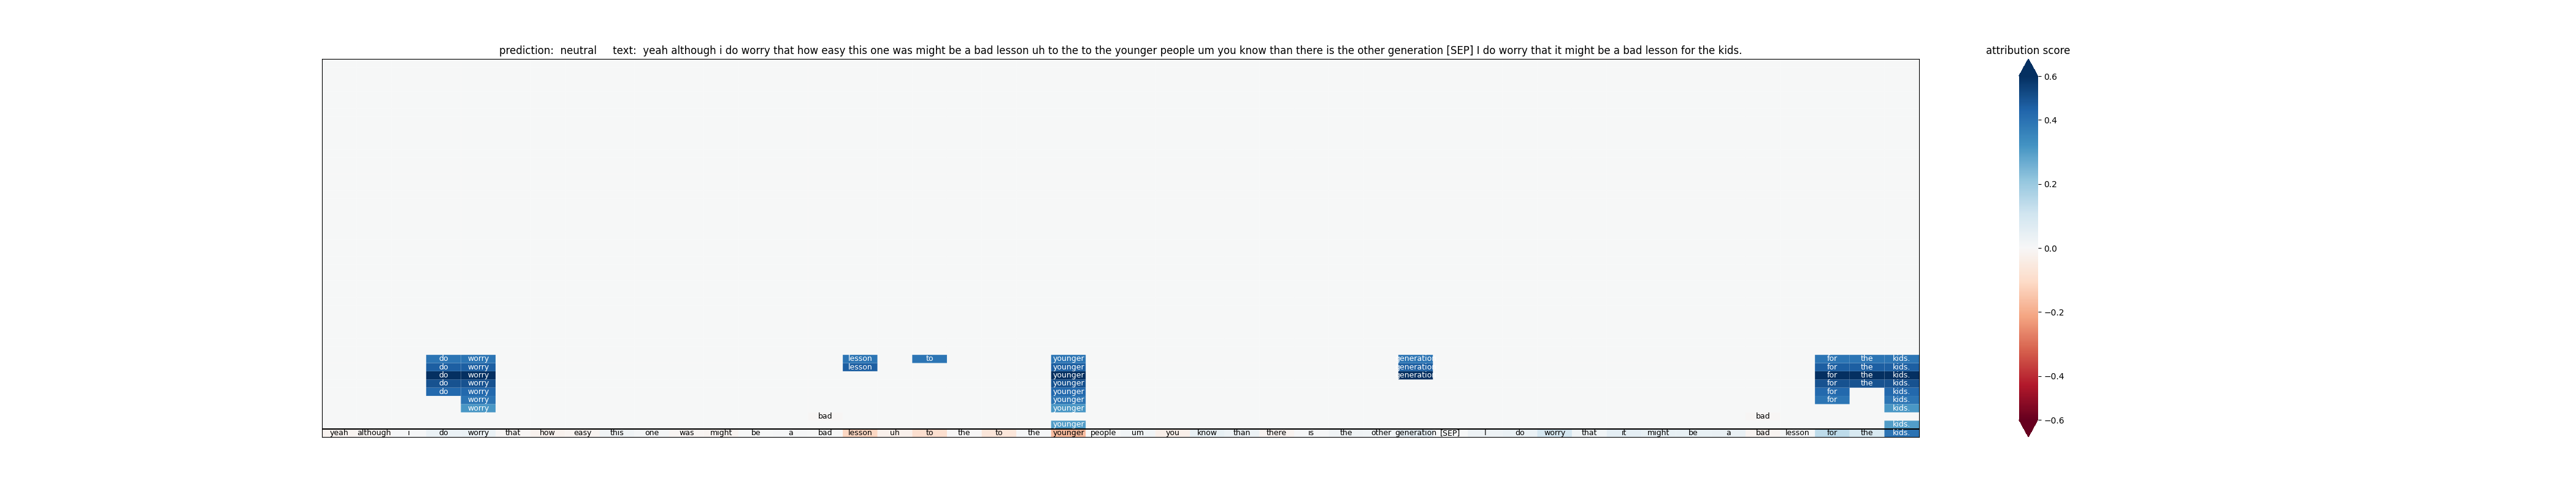 prediction:  neutral     text:  yeah although i do worry that how easy this one was might be a bad lesson uh to the to the younger people um you know than there is the other generation [SEP] I do worry that it might be a bad lesson for the kids.
attribution score
0.6
0.4
0.2
0.0
−0.2
−0.4
−0.6
do worry lesson to younger generation for the kids.
do worry lesson younger generation for the kids.
do worry younger generation for the kids.
do worry younger for the kids.
do worry younger for kids.
worry younger for kids.
worry younger kids.
bad bad
younger kids.
yeah although i do worry that how easy this one was might be a bad lesson uh to the to the younger people um you know than there is the other generation [SEP] I do worry that it might be a bad lesson for the kids.